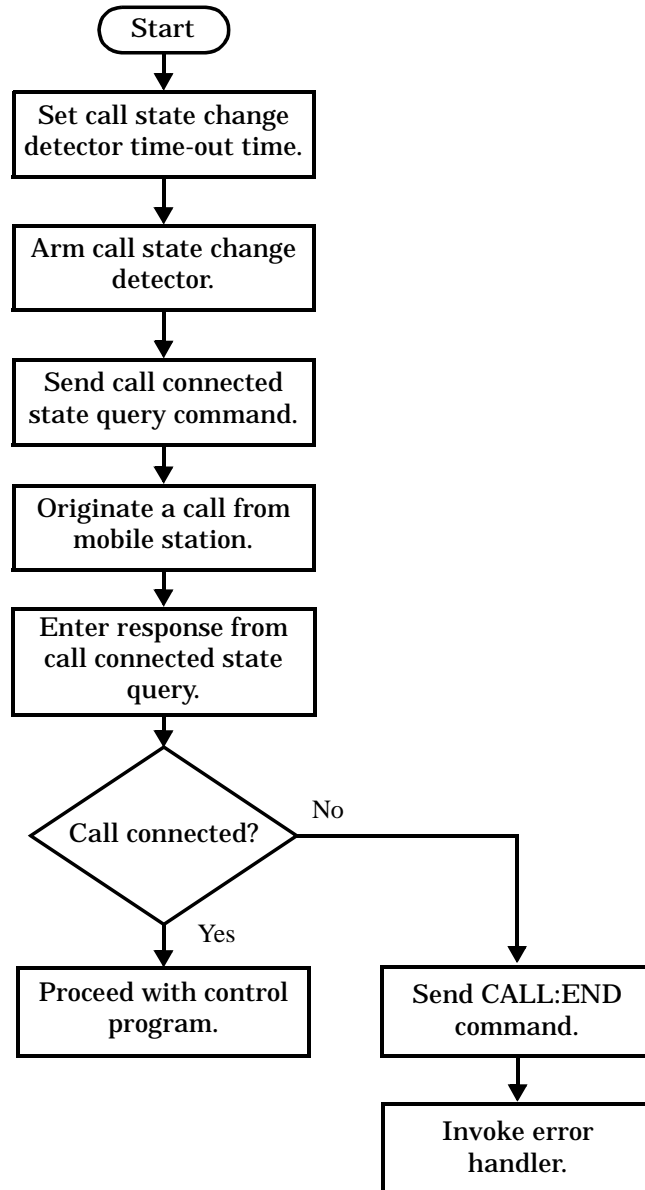 Start
Set call state change
detector time-out time.
Arm call state change
detector.
Send call connected
state query command.
Originate a call from
mobile station.
Enter response from
call connected state
query.
Call connected?
No
Yes
Proceed with control
program.
Send CALL:END
command.
Invoke error
handler.